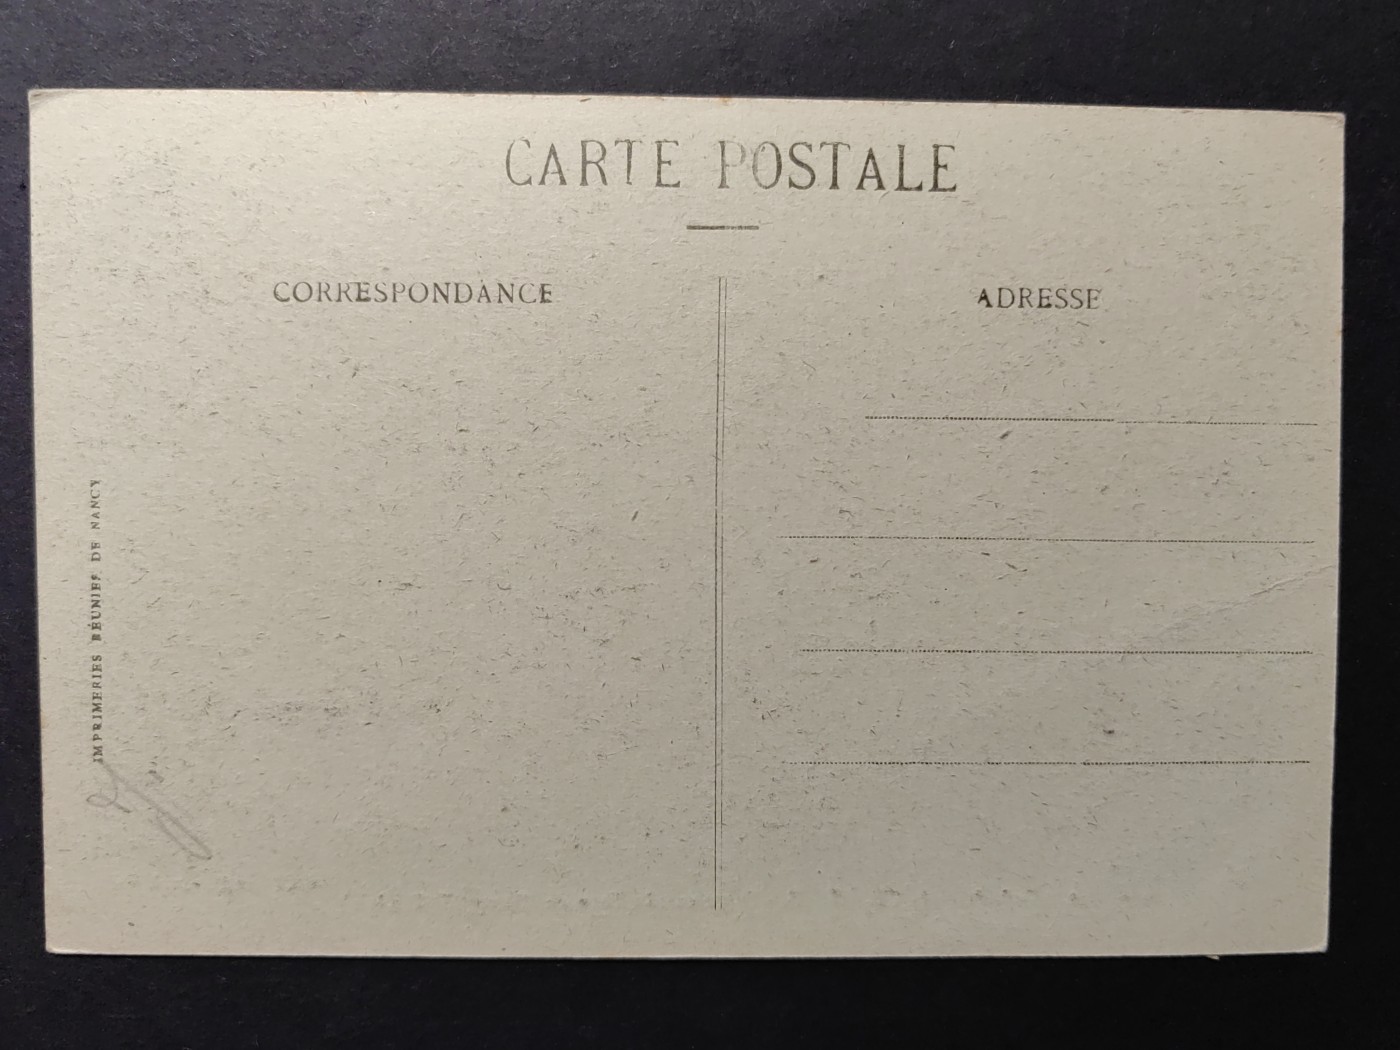 CARTE POSTALE
CORRESPONDANCE
ADRESSE
IMPRIMERIES RÉUNIES DE NANCY